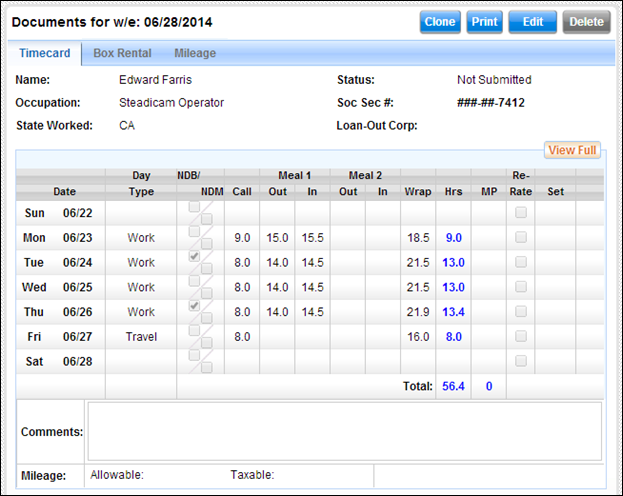 Documents for w/e: 06/28/2014 Clone Print Edit Delete
Timecard Box Rental Mileage
Name: Edward Farris Status: Not Submitted
Occupation: Steadicam Operator Soc Sec #: ###-##-7412
State Worked: CA Loan-Out Corp:
View Full
Day NDB/ Meal 1 Meal 2 Re-
Date Type NDM Call Out In Out In Wrap Hrs MP Rate Set
Sun 06/22
Mon 06/23 Work 9.0 15.0 15.5 18.5 9.0
Tue 06/24 Work 8.0 14.0 14.5 21.5 13.0
Wed 06/25 Work 8.0 14.0 14.5 21.5 13.0
Thu 06/26 Work 8.0 14.0 14.5 21.9 13.4
Fri 06/27 Travel 8.0 16.0 8.0
Sat 06/28
Total: 56.4 0
Comments:
Mileage: Allowable: Taxable: